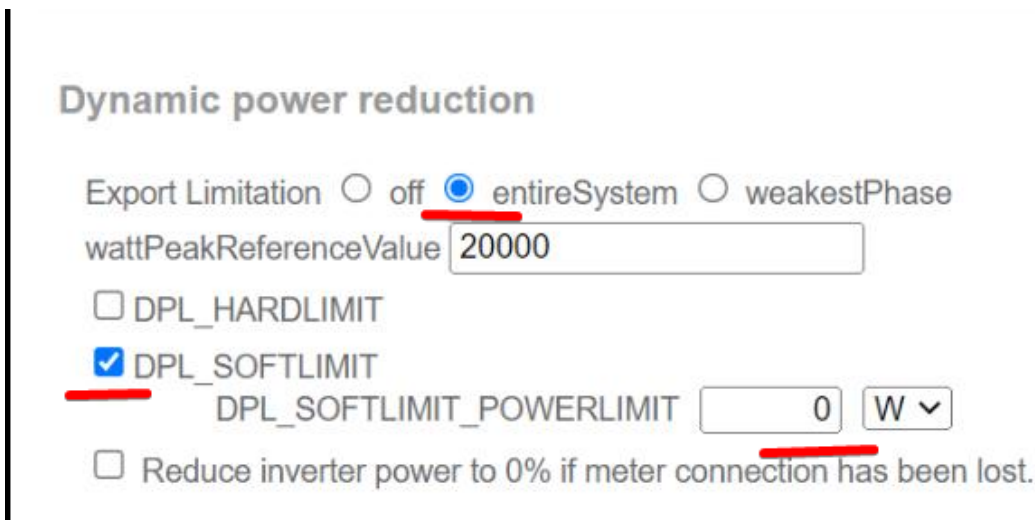 Dynamic power reduction
Export Limitation off entireSystem weakestPhase
wattPeakReferenceValue 20000
DPL_HARDLIMIT
DPL_SOFTLIMIT
DPL_SOFTLIMIT_POWERLIMIT 0 W
Reduce inverter power to 0% if meter connection has been lost.